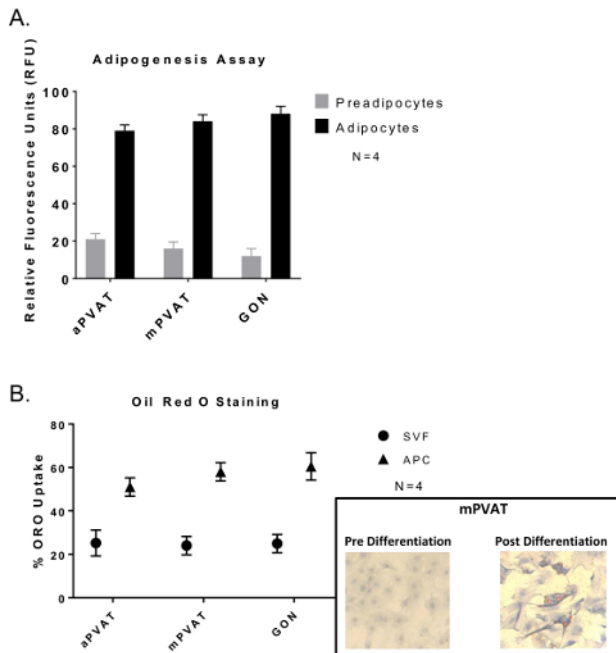 A.
Adipogenesis Assay
Relative Fluorescence Units (RFU)
100
80
60
40
20
0
aPVAT
mPVAT
GON
Preadipocytes
Adipocytes
N=4
B.
Oil Red O Staining
% ORO Uptake
80
60
40
20
0
aPVAT
mPVAT
GON
SVF
APC
N=4
mPVAT
Pre Differentiation
Post Differentiation